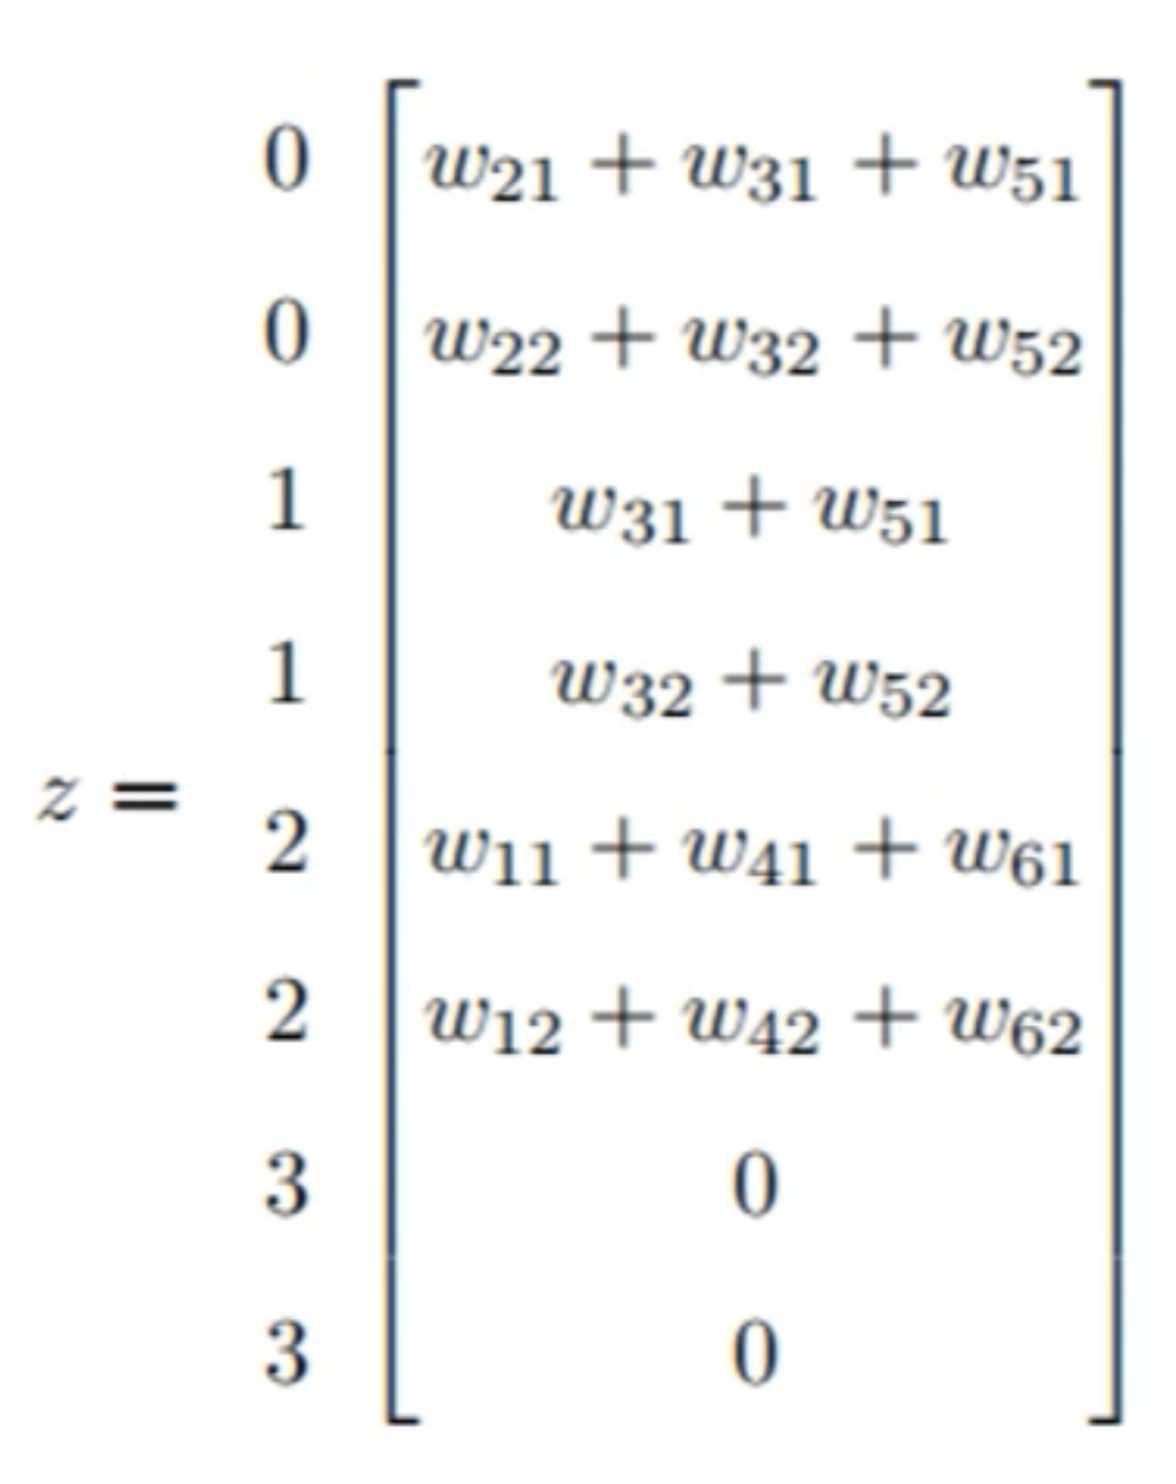 0 w21 + w31 + w51
0 w22 + w32 + w52
1 w31 + w51
1 w32 + w52
z =
2 w11 + w41 + w61
2 w12 + w42 + w62
3 0
3 0